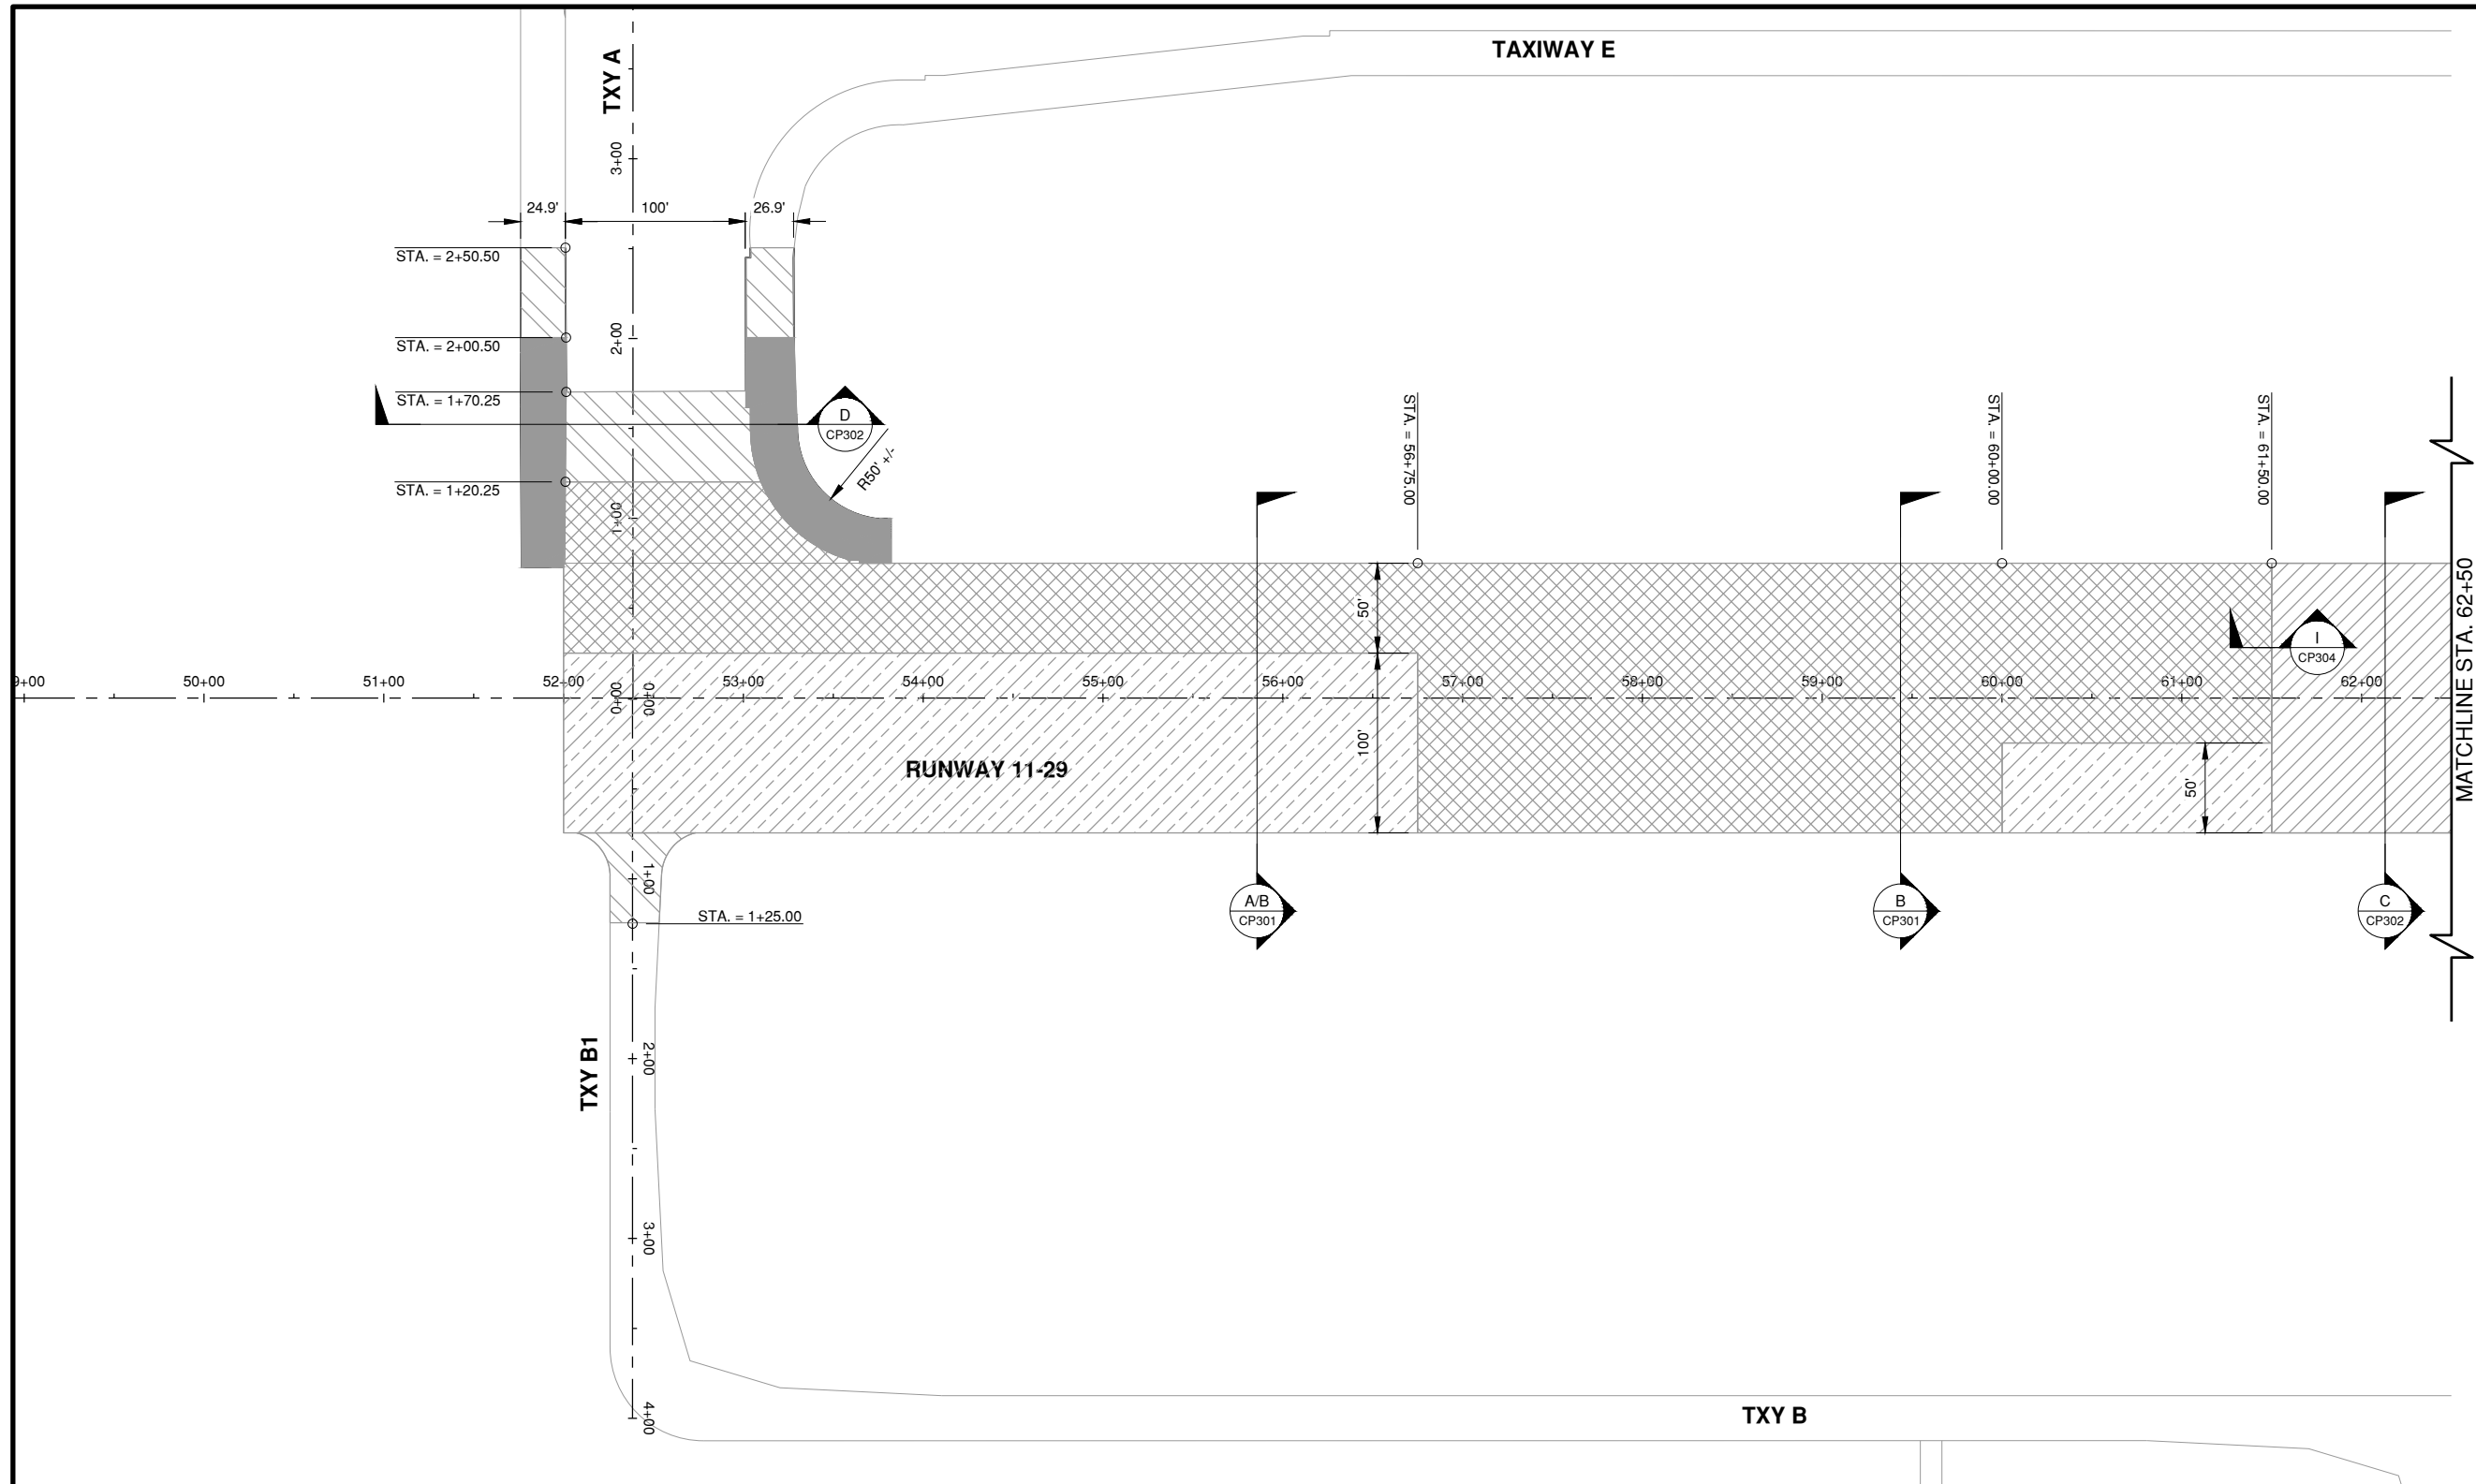 TAXIWAY E
TXY A
3+00
24.9'
100'
26.9'
STA. = 2+50.50
2+00
STA. = 2+00.50
STA. = 1+70.25
D
CP302
R50' +/-
STA. = 1+20.25
1+00
STA. = 56+75.00
STA. = 60+00.00
STA. = 61+50.00
MATCHLINE STA. 62+50
50'
I
CP304
9+00
50+00
51+00
52+00
0+00
0+00
53+00
54+00
55+00
56+00
57+00
58+00
59+00
60+00
61+00
62+00
100'
RUNWAY 11-29
50'
1+00
STA. = 1+25.00
A/B
CP301
B
CP301
C
CP302
TXY B1
2+00
3+00
4+00
TXY B